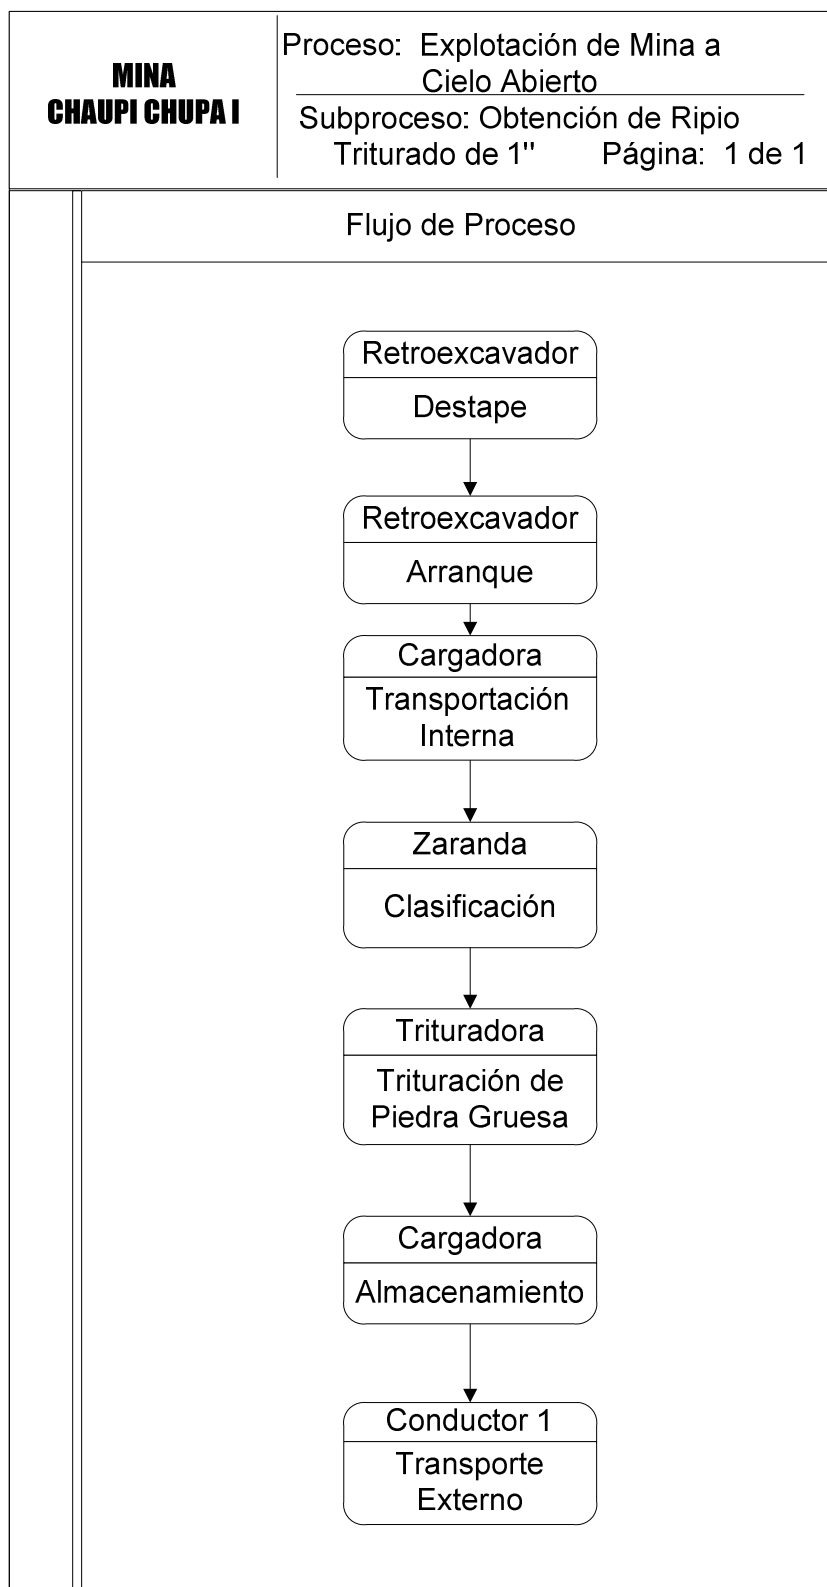 MINA
CHAUPI CHUPA I
Proceso: Explotación de Mina a
Cielo Abierto
Subproceso: Obtención de Ripio
Triturado de 1" Página: 1 de 1
Flujo de Proceso
Retroexcavador
Destape
Retroexcavador
Arranque
Cargadora
Transportación
Interna
Zaranda
Clasificación
Trituradora
Trituración de
Piedra Gruesa
Cargadora
Almacenamiento
Conductor 1
Transporte
Externo